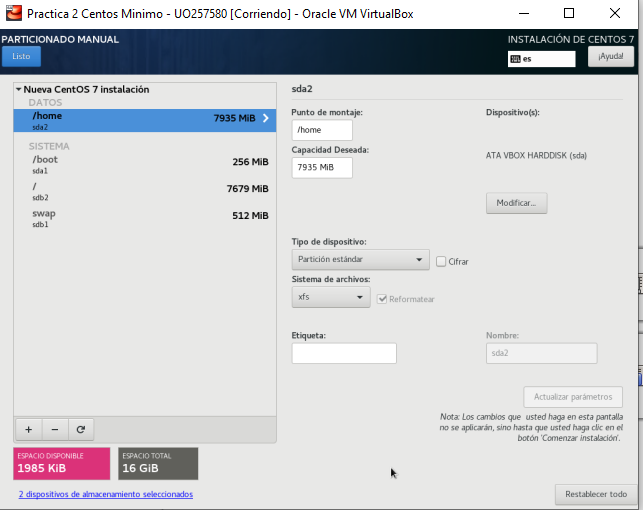 Practica 2 Centos Minimo - UO257580 [Corriendo] - Oracle VM VirtualBox
PARTICIONADO MANUAL
INSTALACIÓN DE CENTOS 7
Listo
es
¡Ayuda!
Nueva CentOS 7 instalación
DATOS
/home
7935 MiB
sda2
SISTEMA
/boot
256 MiB
sda1
/
7679 MiB
sdb2
swap
512 MiB
sdb1
sda2
Punto de montaje:
/home
Capacidad Deseada:
7935 MiB
Dispositivo(s):
ATA VBOX HARDDISK (sda)
Modificar...
Tipo de dispositivo:
Partición estándar
Cifrar
Sistema de archivos:
xfs
Reformatear
Etiqueta:
Nombre:
sda2
Actualizar parámetros
Nota: Los cambios que usted haga en esta pantalla
no se aplicarán, sino hasta que usted haga clic en el
botón 'Comenzar instalación'.
+ -
ESPACIO DISPONIBLE
1985 KiB
ESPACIO TOTAL
16 GiB
2 dispositivos de almacenamiento seleccionados
Restablecer todo